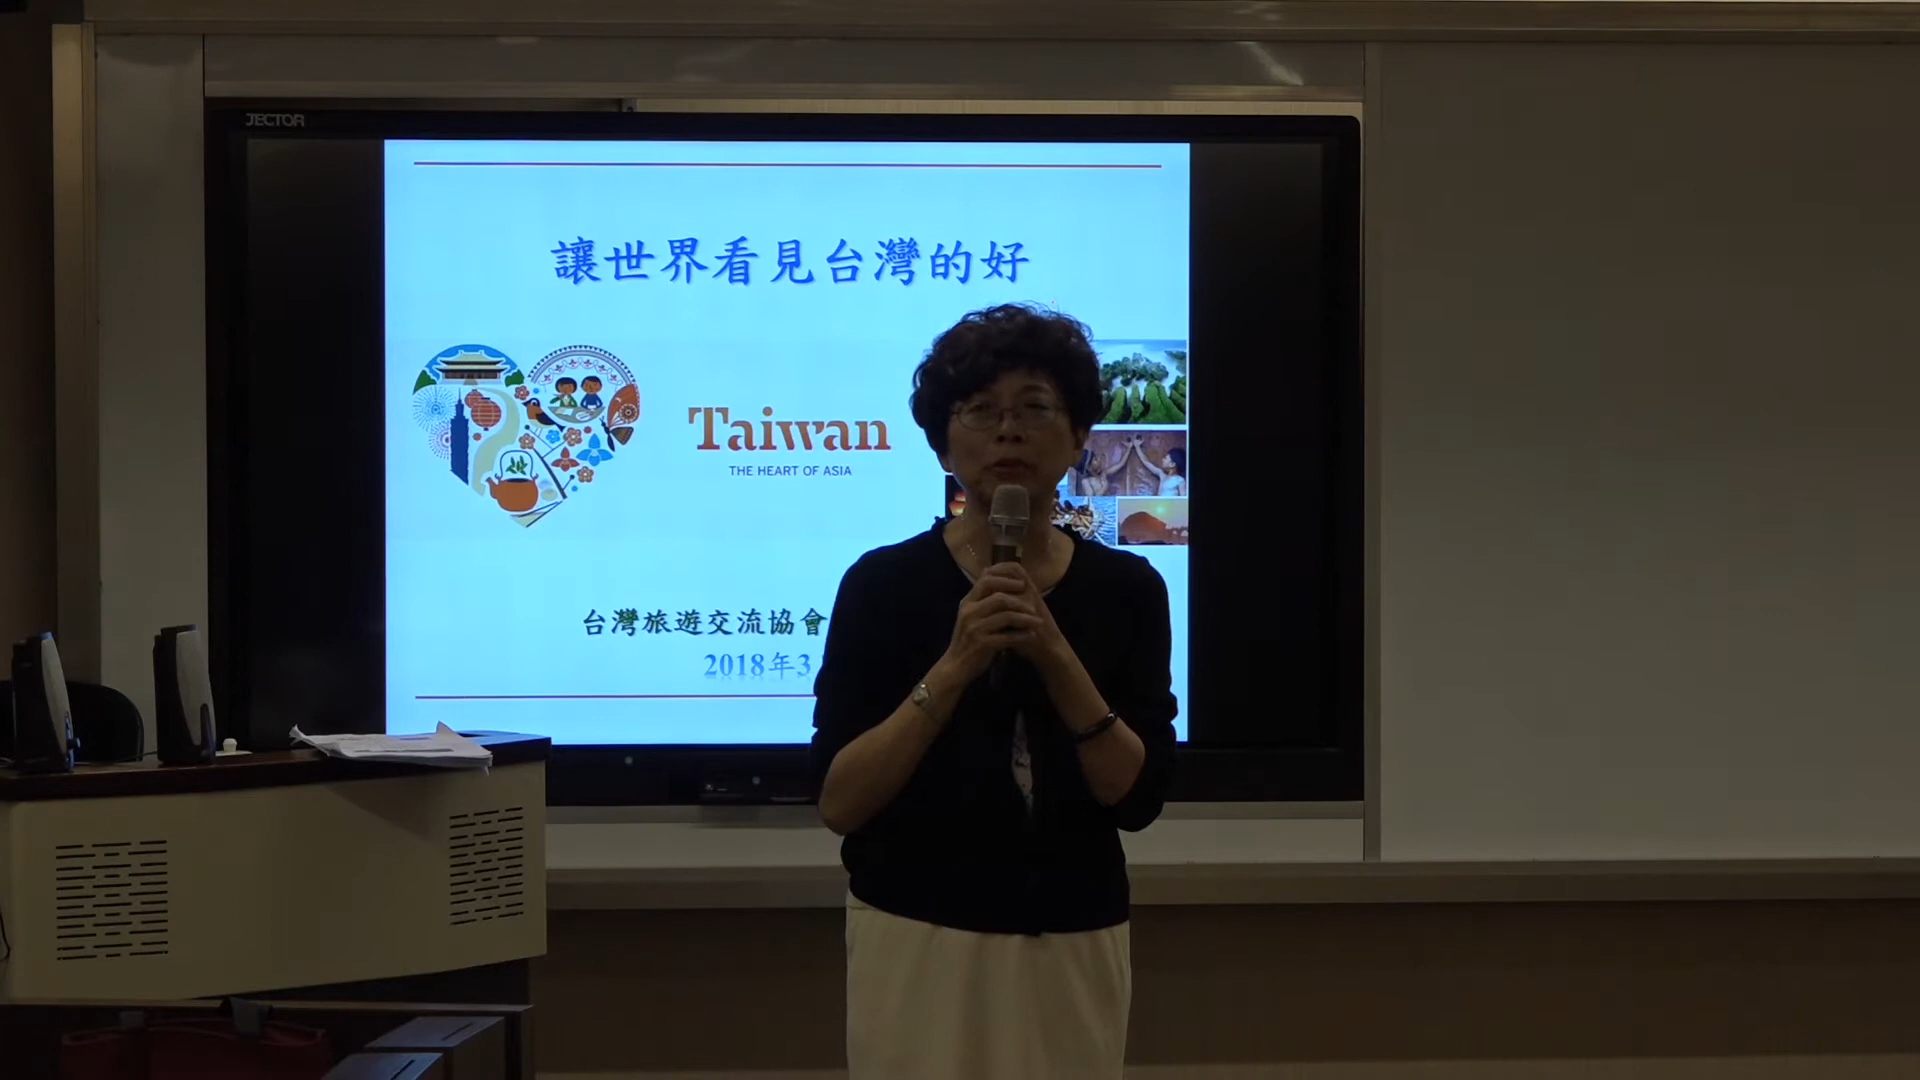 JECTOR
讓世界看見台灣的好
Taiwan
THE HEART OF ASIA
台灣旅遊交流協會
2018年3